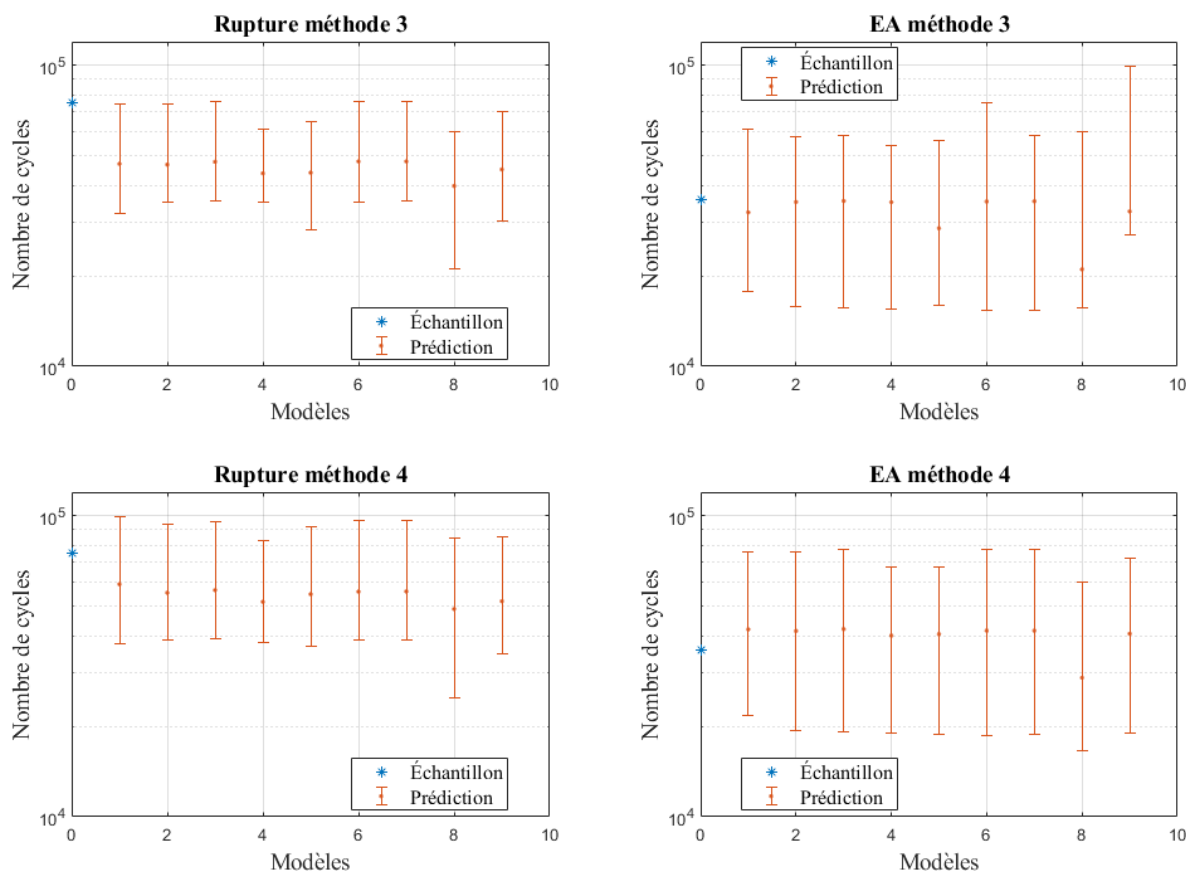 Rupture méthode 3
10^5
Nombre de cycles
10^4
0 2 4 6 8 10
Modèles
Échantillon
Prédiction
EA méthode 3
10^5
Nombre de cycles
10^4
0 2 4 6 8 10
Modèles
Échantillon
Prédiction
Rupture méthode 4
10^5
Nombre de cycles
10^4
0 2 4 6 8 10
Modèles
Échantillon
Prédiction
EA méthode 4
10^5
Nombre de cycles
10^4
0 2 4 6 8 10
Modèles
Échantillon
Prédiction